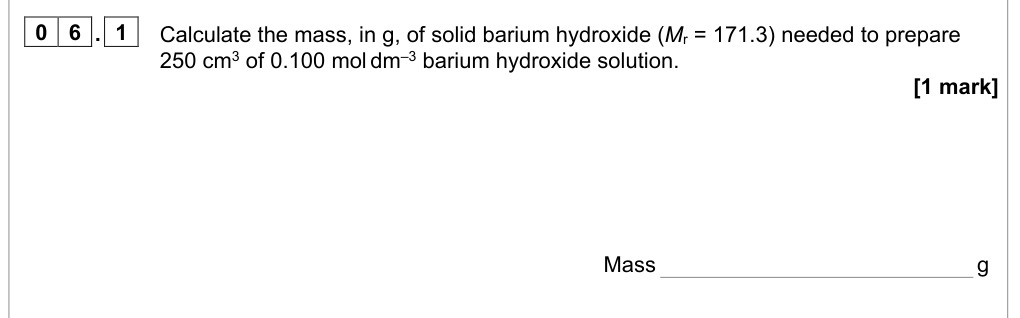 0 6 . 1 Calculate the mass, in g, of solid barium hydroxide (Mᵣ = 171.3) needed to prepare
250 cm³ of 0.100 mol dm⁻³ barium hydroxide solution.
[1 mark]
Mass ____________________ g